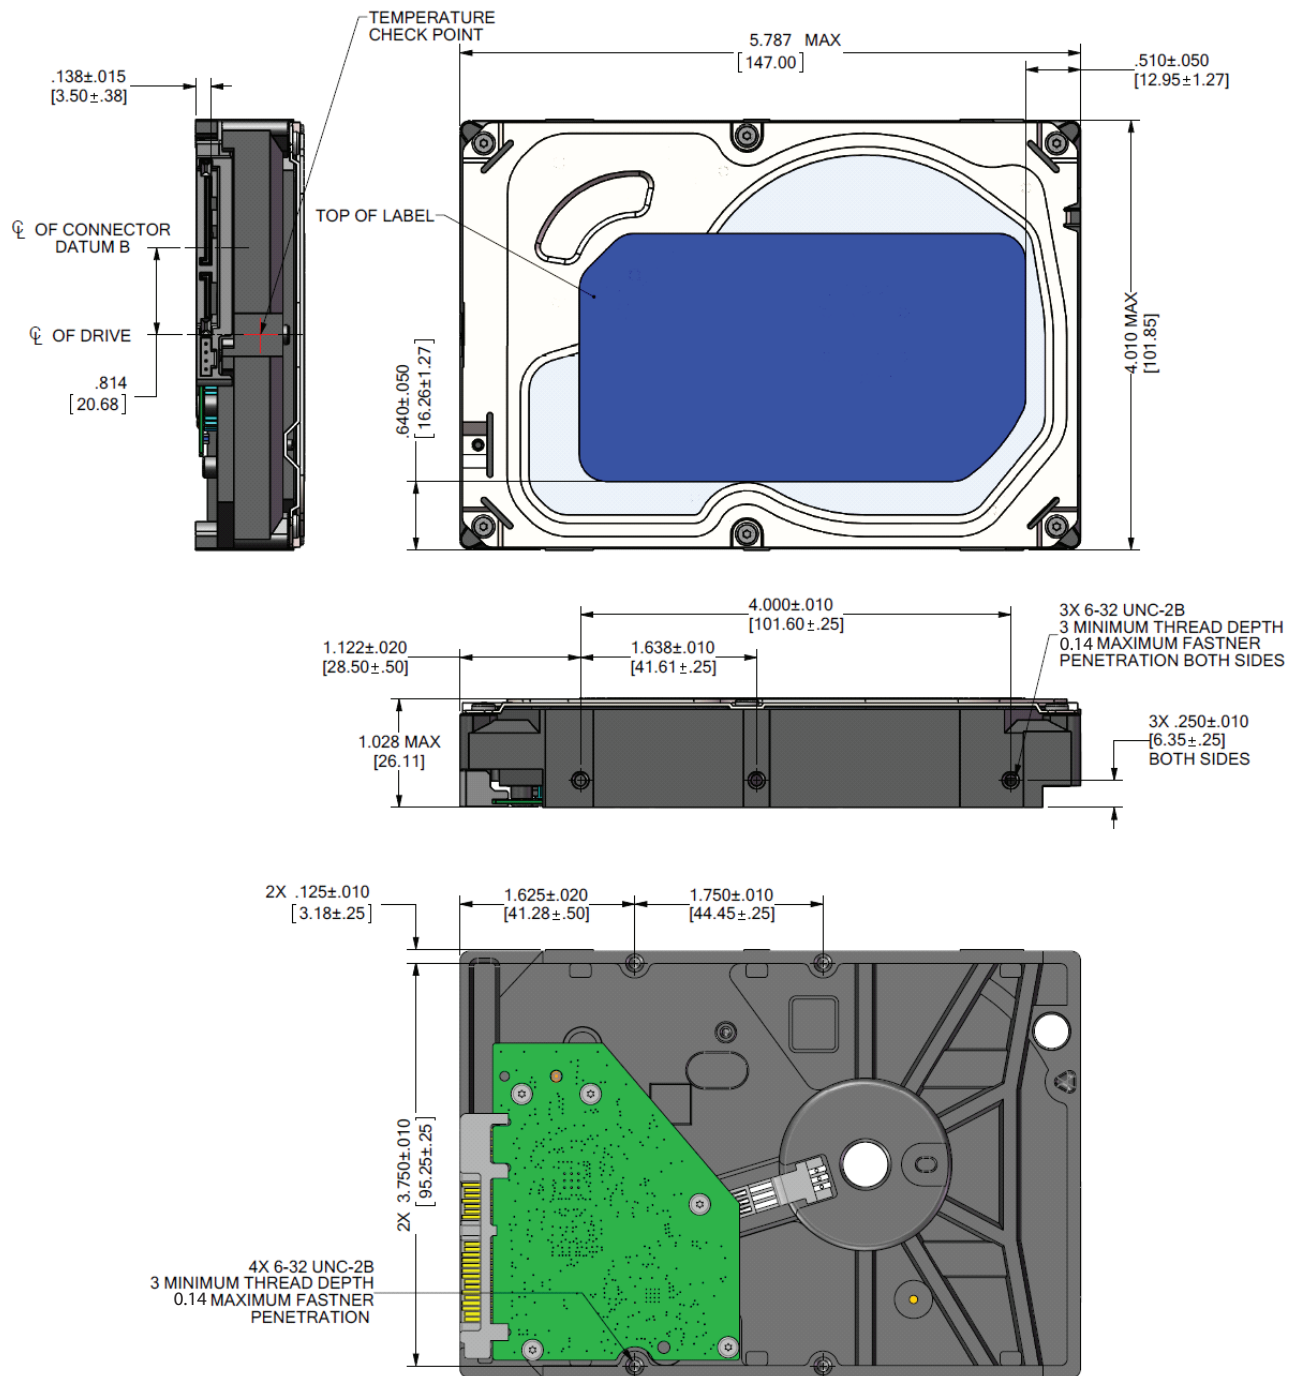 TEMPERATURE
CHECK POINT
5.787 MAX
[147.00]
.510±.050
[12.95±1.27]
.138±.015
[3.50±.38]
TOP OF LABEL
℄ OF CONNECTOR
DATUM B
℄ OF DRIVE
.814
[20.68]
.640±.050
[16.26±1.27]
4.010 MAX
[101.85]
4.000±.010
[101.60±.25]
3X 6-32 UNC-2B
3 MINIMUM THREAD DEPTH
0.14 MAXIMUM FASTNER
PENETRATION BOTH SIDES
1.122±.020
[28.50±.50]
1.638±.010
[41.61±.25]
1.028 MAX
[26.11]
3X .250±.010
[6.35±.25]
BOTH SIDES
2X .125±.010
[3.18±.25]
1.625±.020
[41.28±.50]
1.750±.010
[44.45±.25]
2X 3.750±.010
[95.25±.25]
4X 6-32 UNC-2B
3 MINIMUM THREAD DEPTH
0.14 MAXIMUM FASTNER
PENETRATION